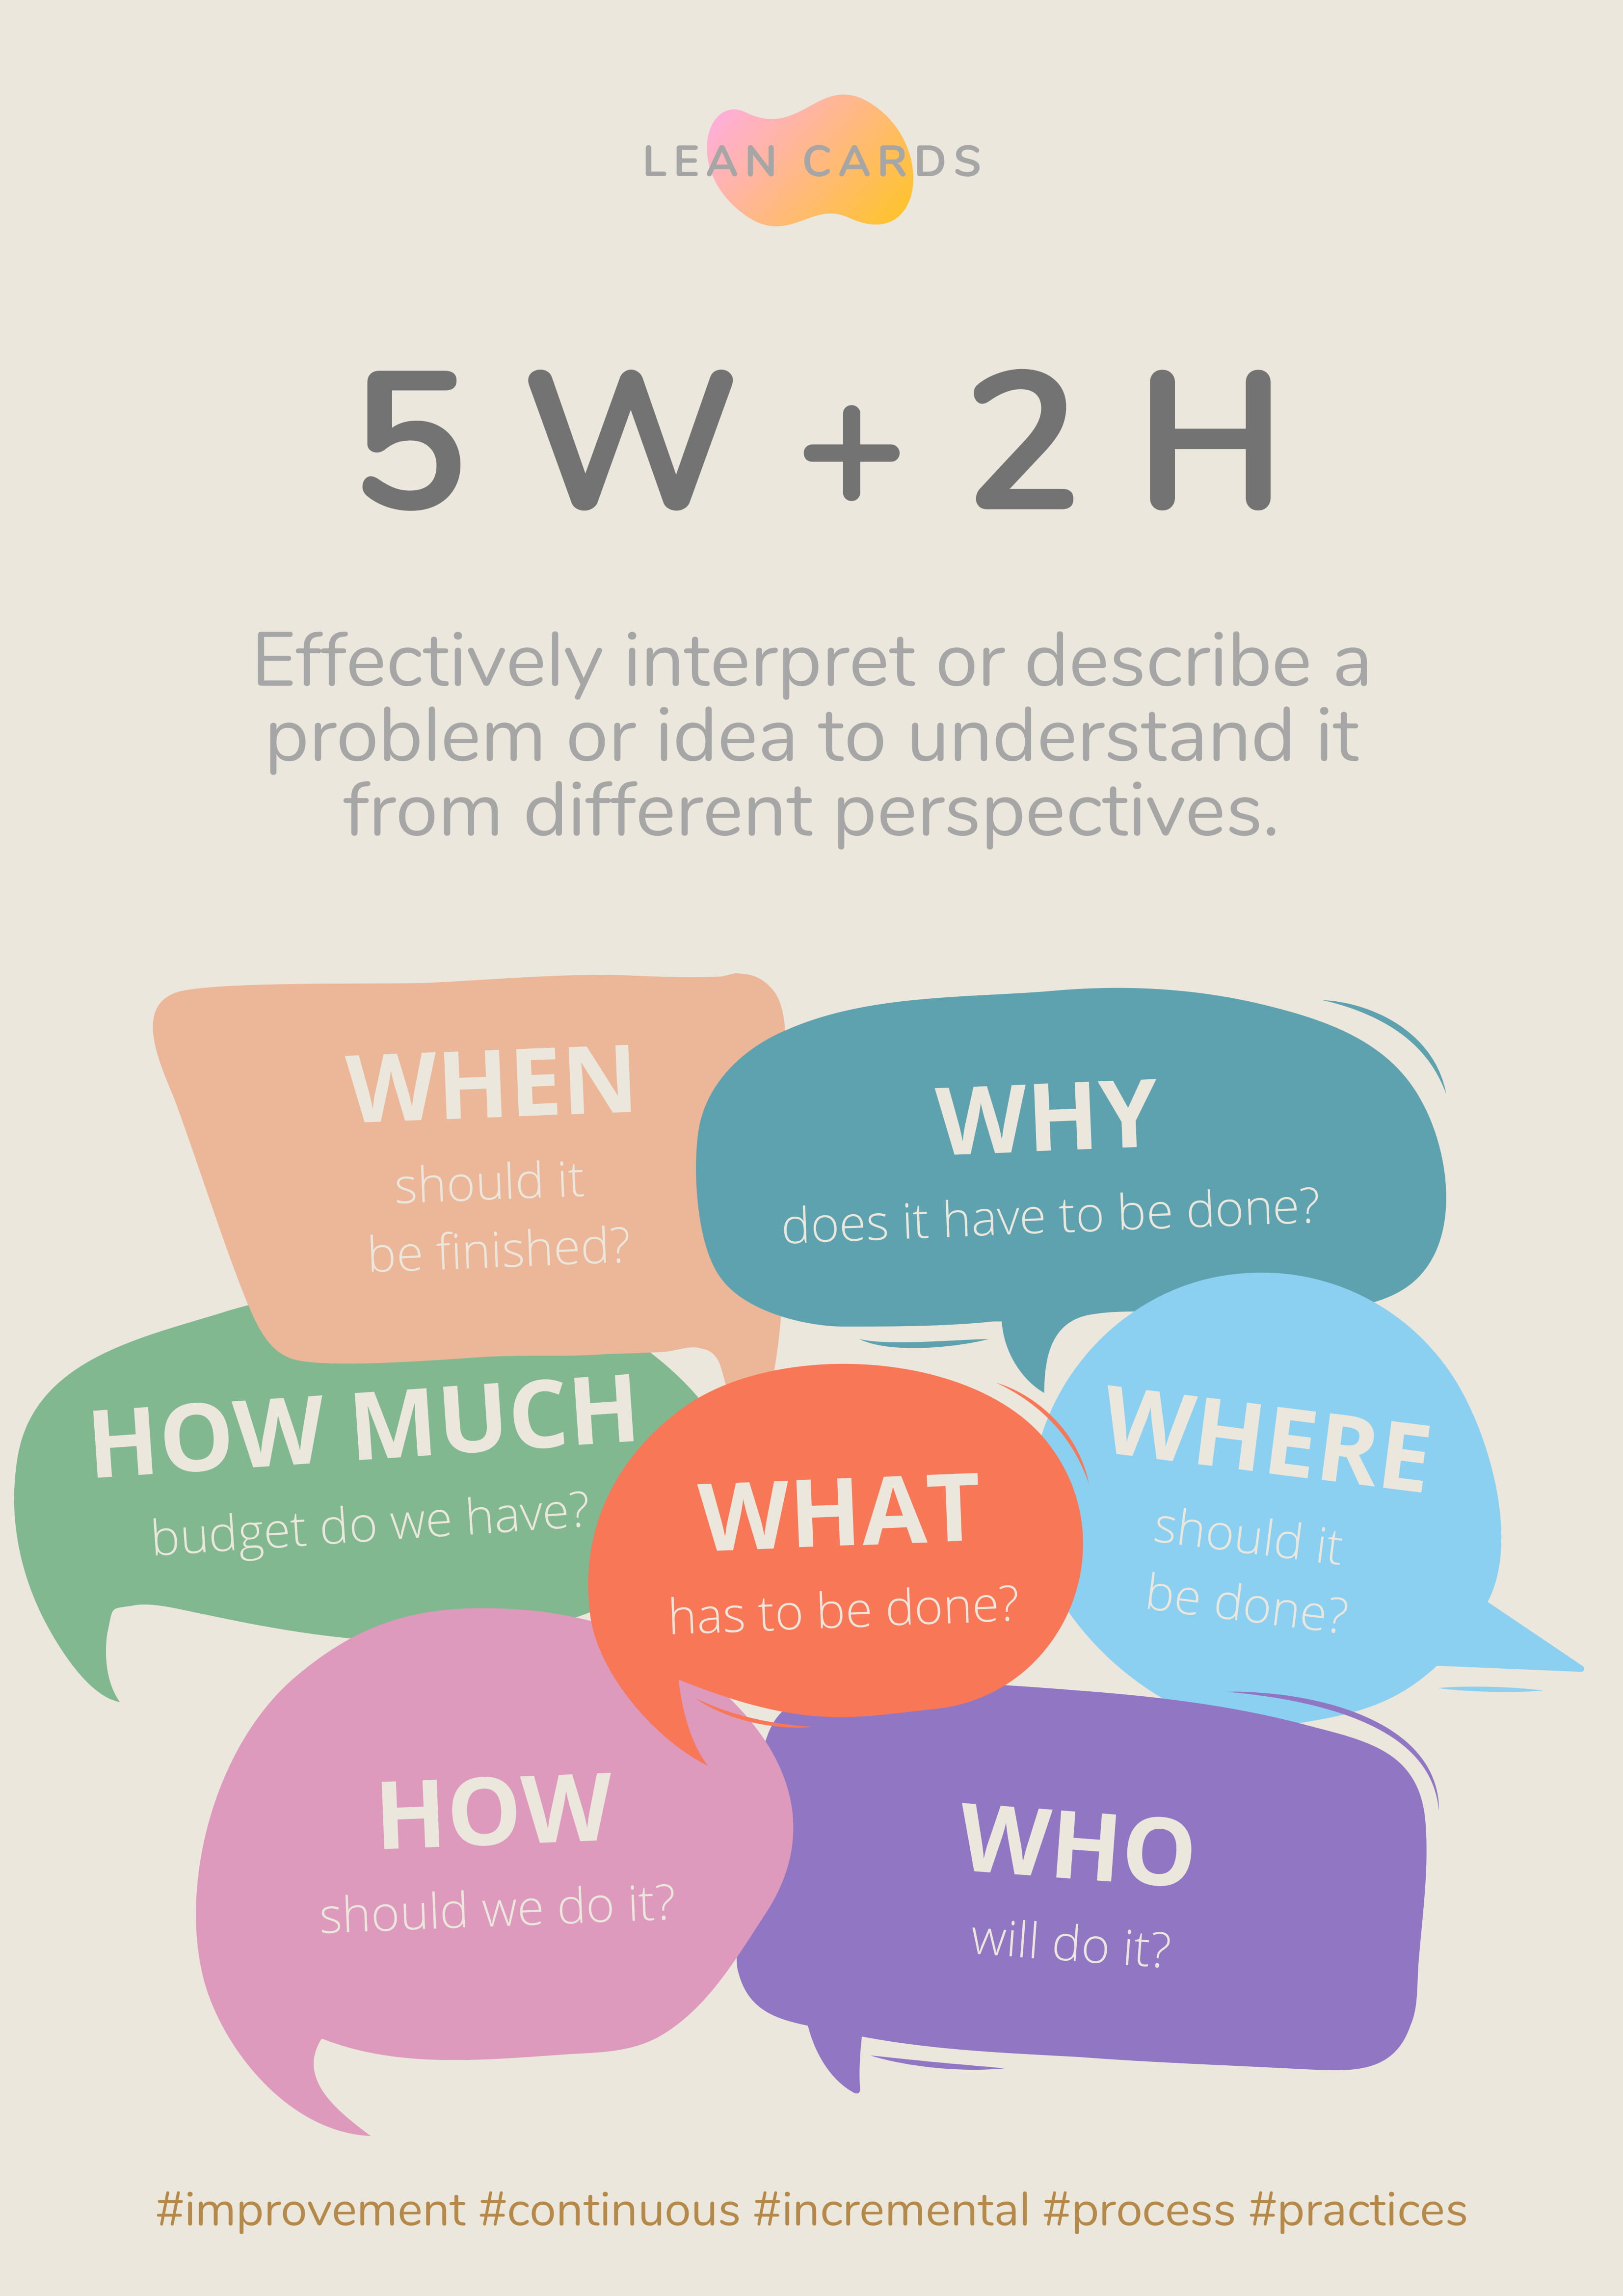 LEAN CARDS
5 W + 2 H
Effectively interpret or describe a
problem or idea to understand it
from different perspectives.
WHEN
should it
be finished?
WHY
does it have to be done?
HOW MUCH
budget do we have?
WHAT
has to be done?
WHERE
should it
be done?
HOW
should we do it?
WHO
will do it?
#improvement #continuous #incremental #process #practices